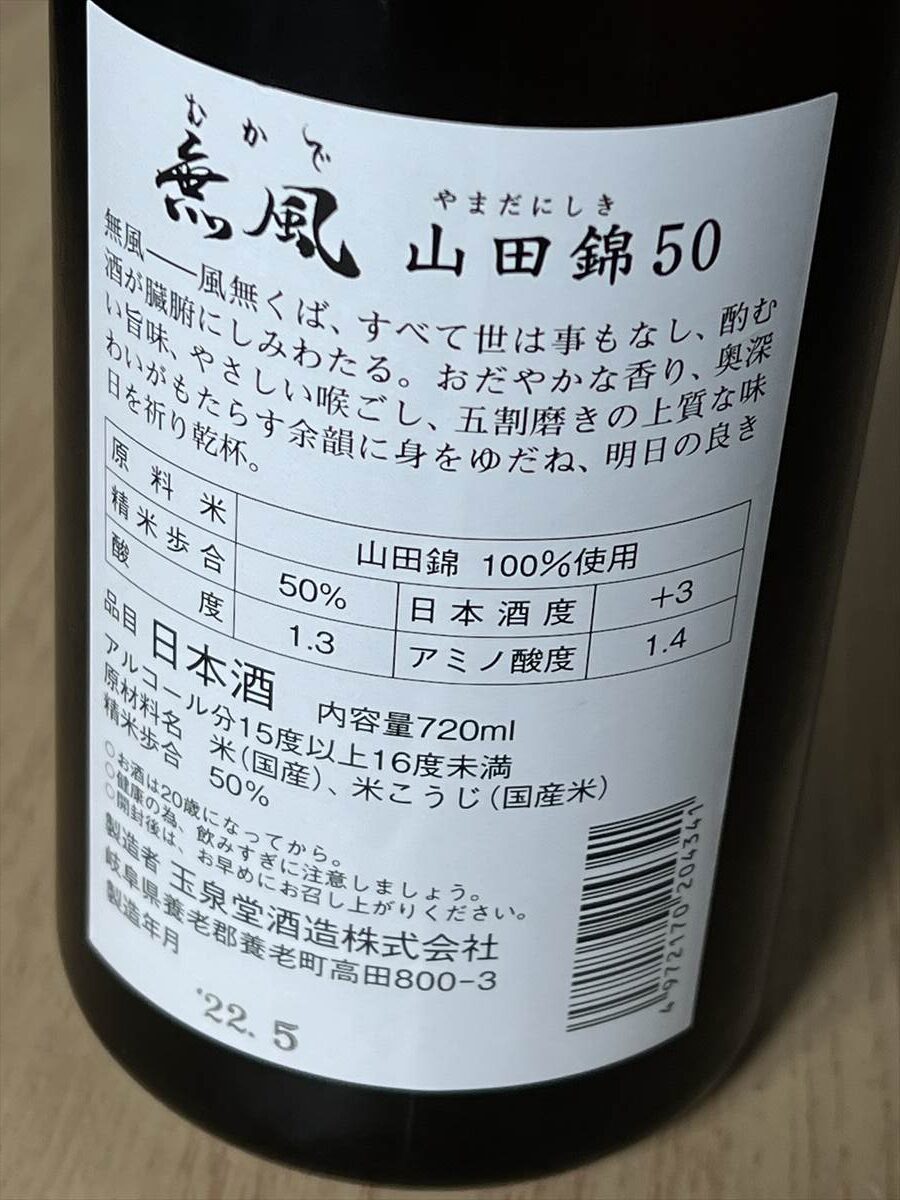 むかで
無風
やまだにしき
山田錦50
無風――風無くば、すべて世は事もなし、酌む
酒が臓腑にしみわたる。おだやかな香り、奥深
い旨味、やさしい喉ごし、五割磨きの上質な味
わいがもたらす余韻に身をゆだね、明日の良き
日を祈り乾杯。
原料米 山田錦 100%使用
精米歩合 50% 日本酒度 +3
酸度 1.3 アミノ酸度 1.4
品目 日本酒 内容量720ml
アルコール分15度以上16度未満
原材料名 米(国産)、米こうじ(国産米)
精米歩合 50%
○お酒は20歳になってから。
○健康の為、飲みすぎに注意しましょう。
○開封後は、お早めにお召し上がりください。
製造者 玉泉堂酒造株式会社
岐阜県養老郡養老町高田800-3
製造年月
'22. 5
4972170204341